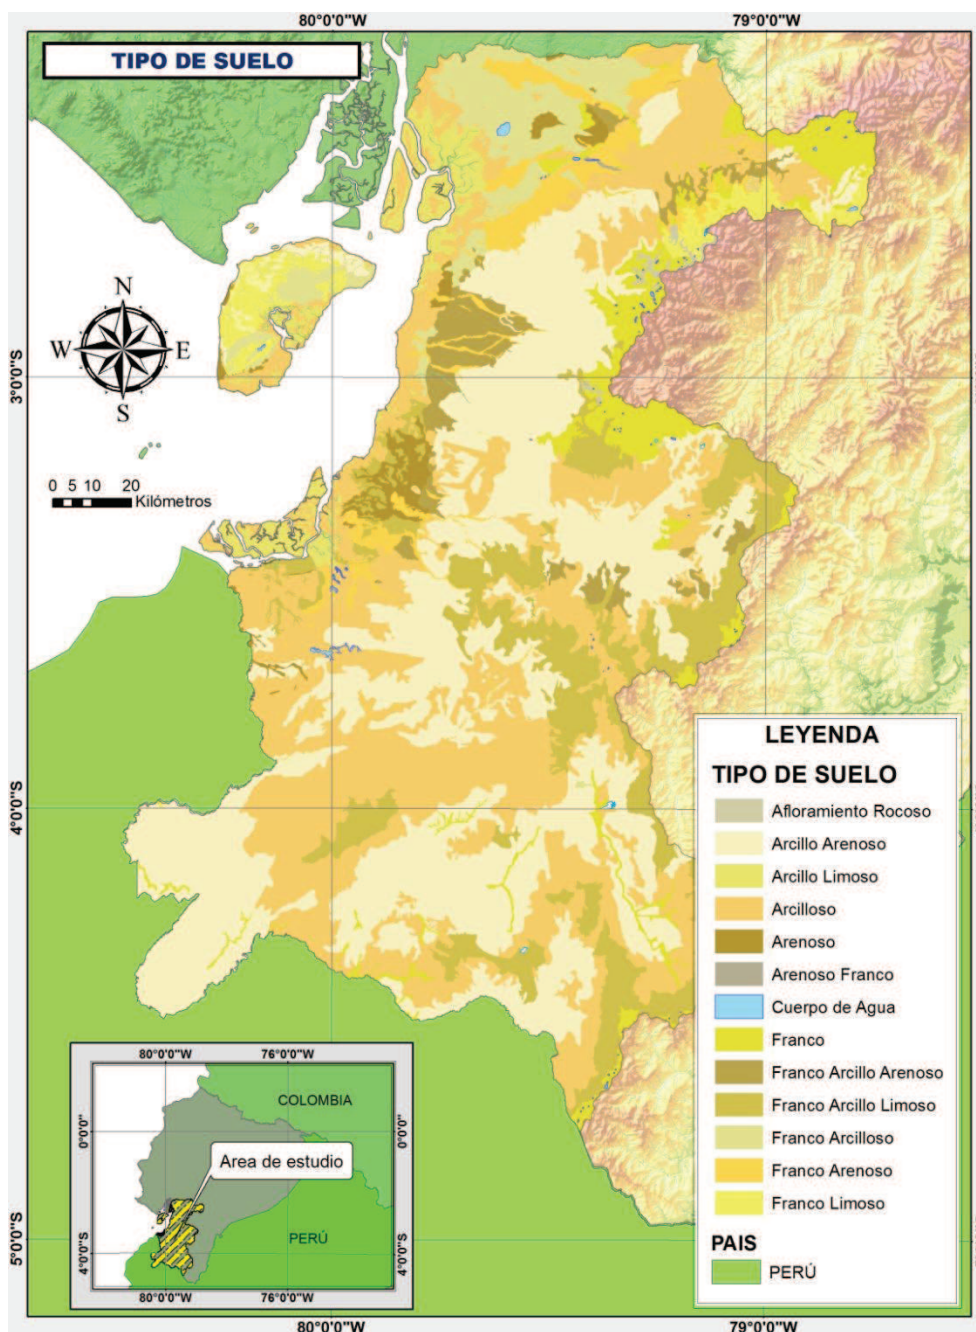 80°0'0"W
79°0'0"W
TIPO DE SUELO
N
W
E
S
3°0'0"S
0 5 10 20
Kilómetros
4°0'0"S
LEYENDA
TIPO DE SUELO
Afloramiento Rocoso
Arcillo Arenoso
Arcillo Limoso
Arcilloso
Arenoso
Arenoso Franco
Cuerpo de Agua
Franco
Franco Arcillo Arenoso
Franco Arcillo Limoso
Franco Arcilloso
Franco Arenoso
Franco Limoso
PAIS
PERÚ
80°0'0"W
76°0'0"W
COLOMBIA
0°0'0"
0°0'0"
Area de estudio
PERÚ
4°0'0"S
4°0'0"S
80°0'0"W
76°0'0"W
5°0'0"S
80°0'0"W
79°0'0"W